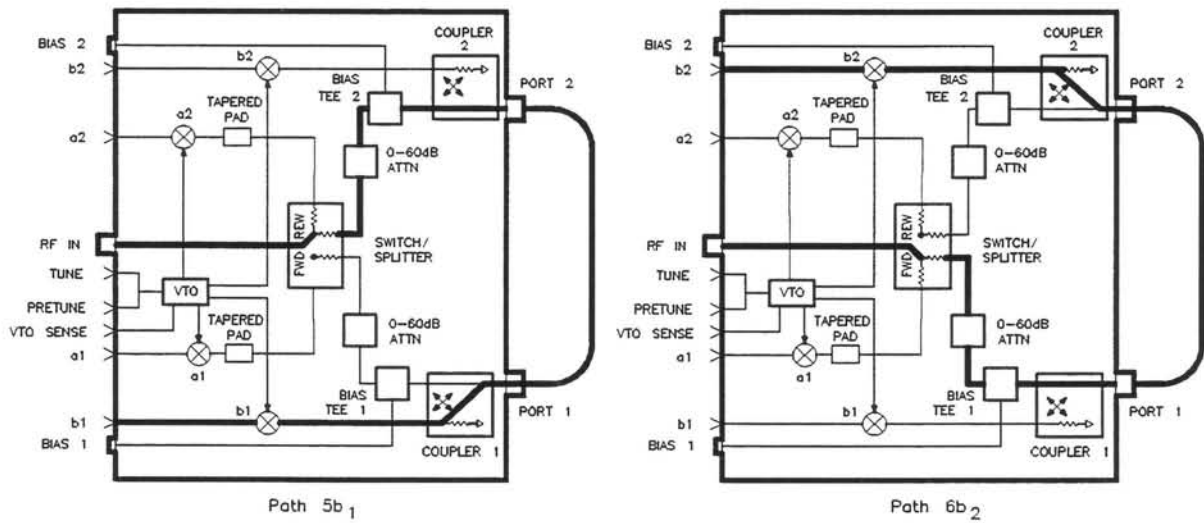 BIAS 2
b2
b2
BIAS
TEE 2
COUPLER
2
PORT 2
TAPERED
PAD
a2
a2
0-60dB
ATTN
RF IN
REW
FWD
SWITCH/
SPLITTER
TUNE
VTO
PRETUNE
VTO SENSE
TAPERED
PAD
0-60dB
ATTN
a1
a1
BIAS
TEE 1
b1
b1
BIAS 1
COUPLER 1
PORT 1
Path 5b1
BIAS 2
b2
b2
BIAS
TEE 2
COUPLER
2
PORT 2
TAPERED
PAD
a2
a2
0-60dB
ATTN
RF IN
REW
FWD
SWITCH/
SPLITTER
TUNE
VTO
PRETUNE
VTO SENSE
TAPERED
PAD
0-60dB
ATTN
a1
a1
BIAS
TEE 1
b1
b1
BIAS 1
COUPLER 1
PORT 1
Path 6b2